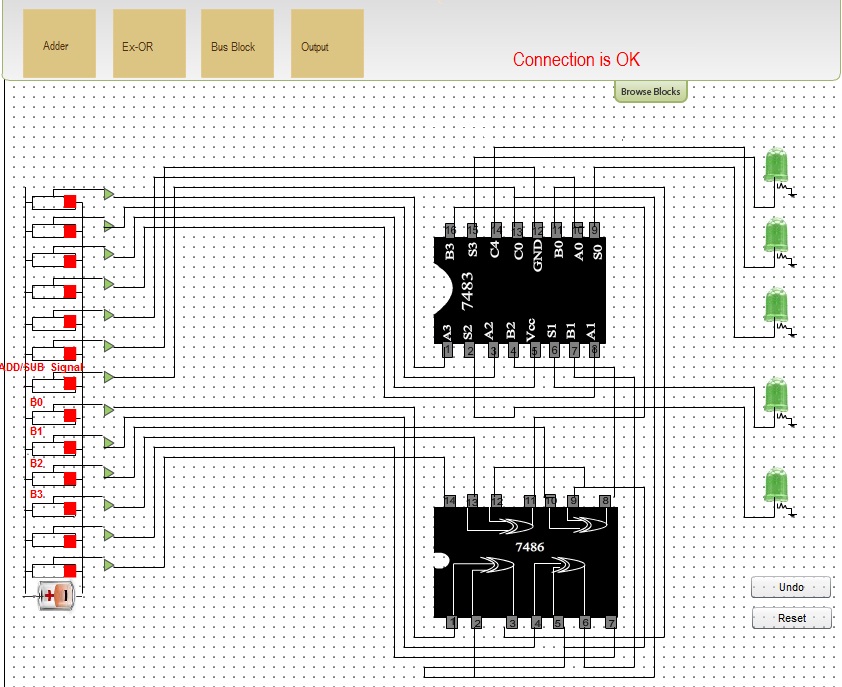 Adder
Ex-OR
Bus Block
Output
Connection is OK
Browse Blocks
16 15 14 13 12 11 10 9
B3 S3 C4 C0 GND B0 A0 S0
7483
A3 S2 A2 B2 Vcc S1 B1 A1
1 2 3 4 5 6 7 8
ADD/SUB Signal
B0
B1
B2
B3
14 13 12 11 10 9 8
7486
+
1 2 3 4 5 6 7
Undo
Reset